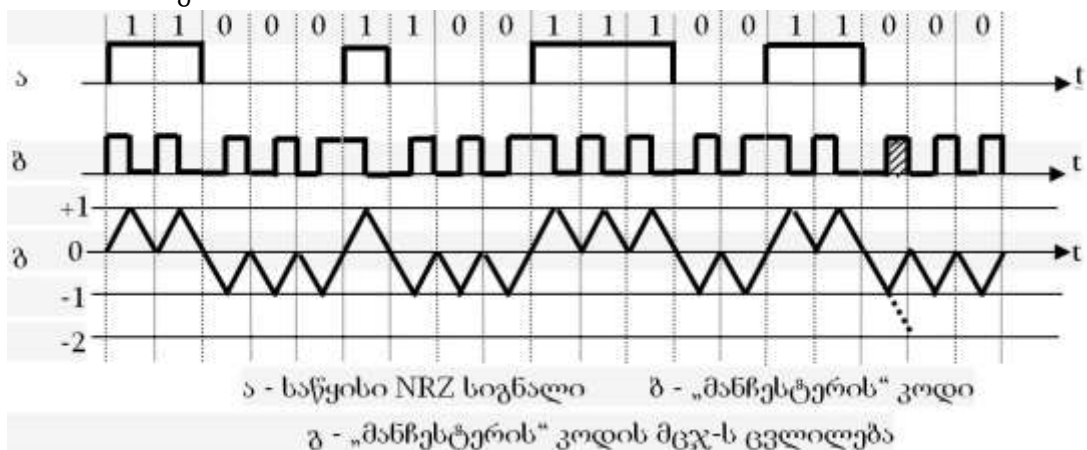 1 1 0 0 0 1 1 0 0 1 1 1 0 0 1 1 0 0 0
ა t
ბ t
+1
გ 0 t
-1
-2
ა - საწყისი NRZ სიგნალი ბ - „მანჩესტერის“ კოდი
გ - „მანჩესტერის“ კოდის მცჯ-ს ცვლილება